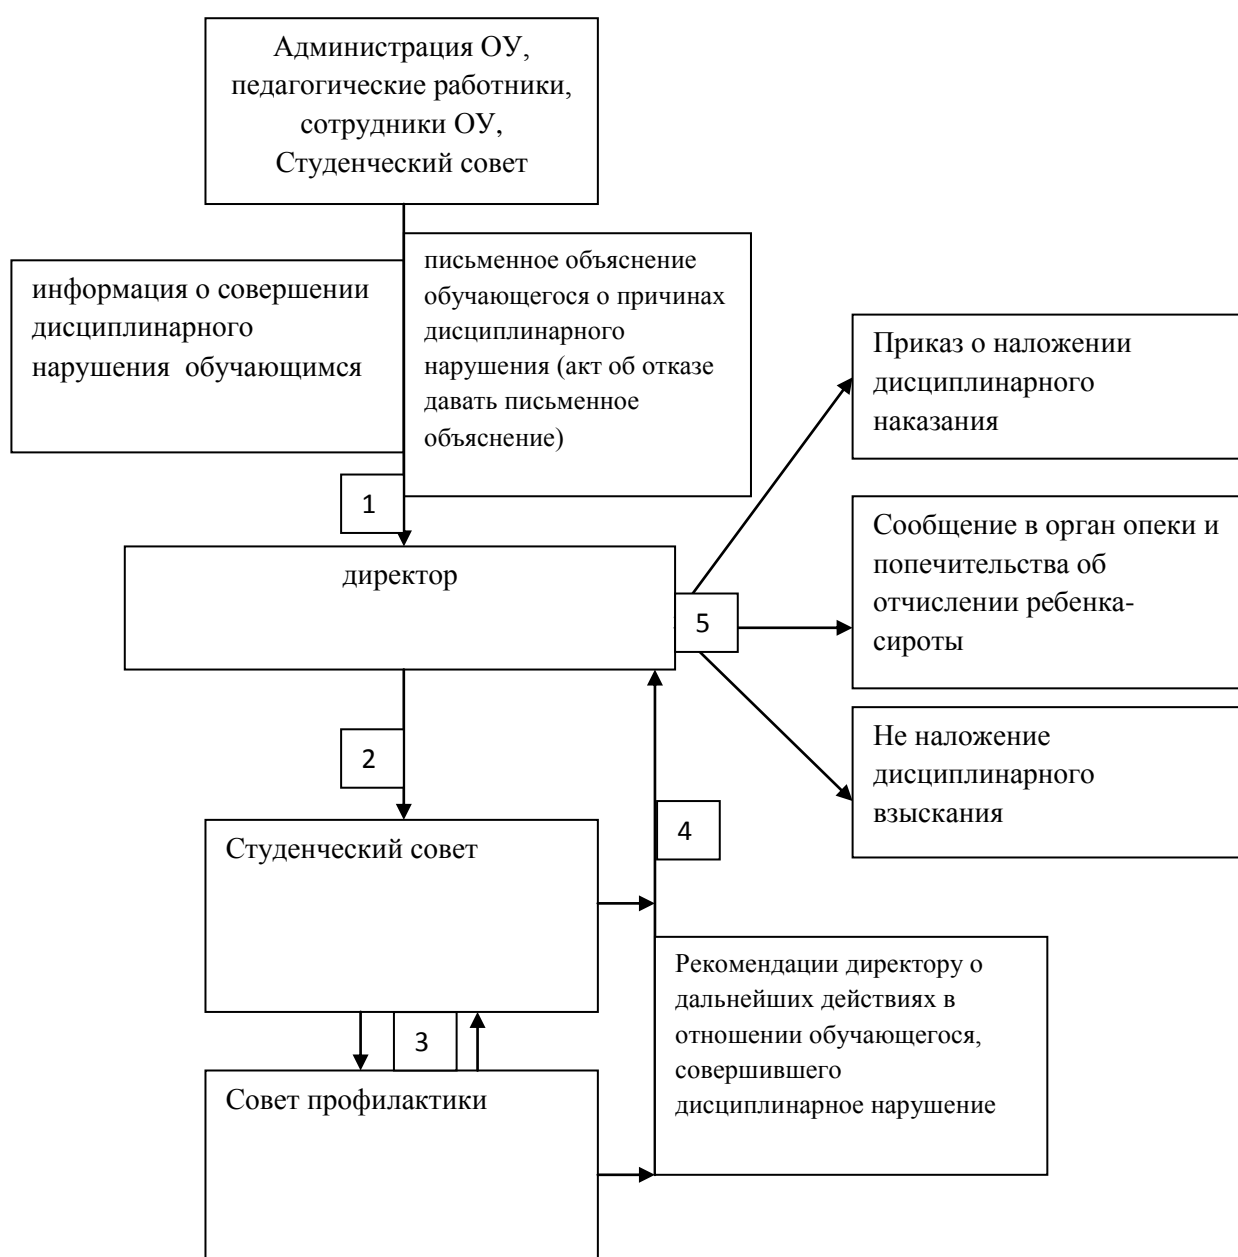 Администрация ОУ,
педагогические работники,
сотрудники ОУ,
Студенческий совет
информация о совершении
дисциплинарного
нарушения  обучающимся
письменное объяснение
обучающегося о причинах
дисциплинарного
нарушения (акт об отказе
давать письменное
объяснение)
1
директор
5
Приказ о наложении
дисциплинарного
наказания
Сообщение в орган опеки и
попечительства об
отчислении ребенка-
сироты
Не наложение
дисциплинарного
взыскания
2
Студенческий совет
4
3
Совет профилактики
Рекомендации директору о
дальнейших действиях в
отношении обучающегося,
совершившего
дисциплинарное нарушение